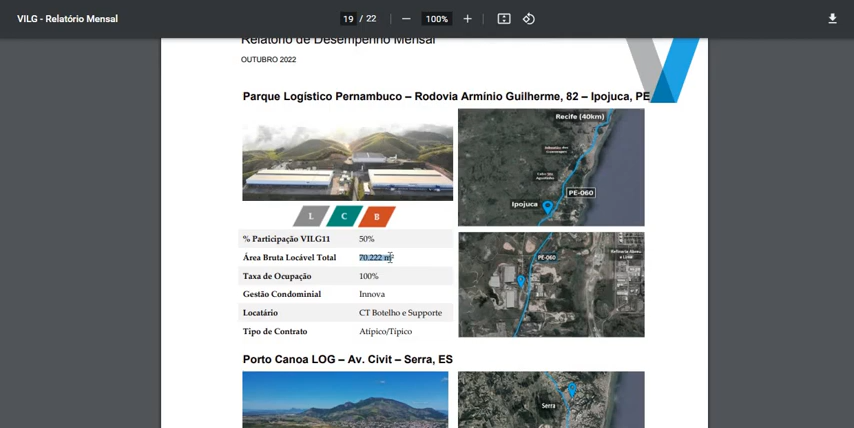 VILG - Relatório Mensal
19 / 22
100%
Relatório de Desempenho Mensal
OUTUBRO 2022
Parque Logístico Pernambuco – Rodovia Armínio Guilherme, 82 – Ipojuca, PE
Recife (40km)
PE-060
Ipojuca
L C B
% Participação VILG11 50%
Área Bruta Locável Total 70.222 m²
Taxa de Ocupação 100%
Gestão Condominial Innova
Locatário CT Botelho e Supporte
Tipo de Contrato Atípico/Típico
PE-060
Porto Canoa LOG – Av. Civit – Serra, ES
Serra